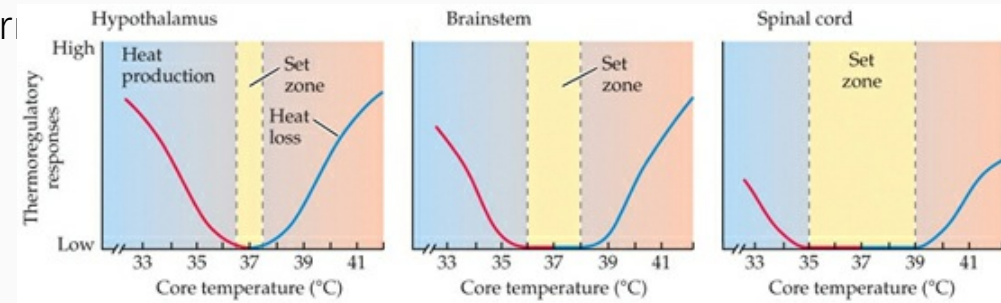 Hypothalamus
Brainstem
Spinal cord
High
Heat
production
Set
zone
Heat
loss
Set
zone
Set
zone
Thermoregulatory
responses
Low
33 35 37 39 41
33 35 37 39 41
33 35 37 39 41
Core temperature (°C)
Core temperature (°C)
Core temperature (°C)